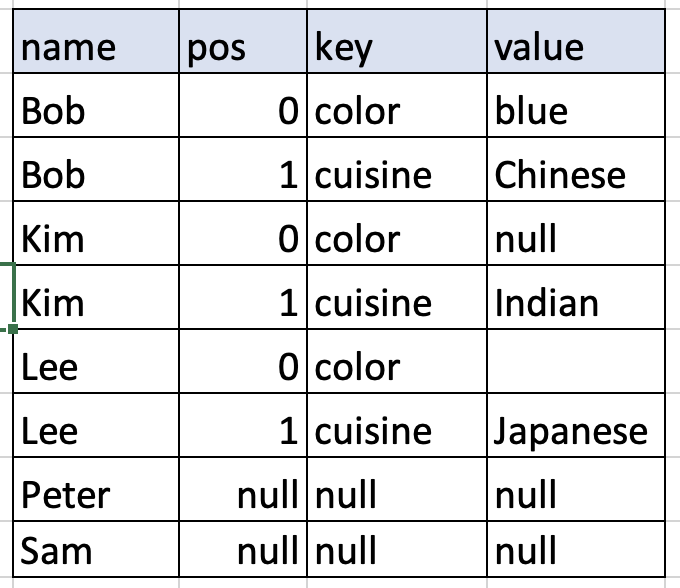 name pos key value
Bob 0 color blue
Bob 1 cuisine Chinese
Kim 0 color null
Kim 1 cuisine Indian
Lee 0 color
Lee 1 cuisine Japanese
Peter null null null
Sam null null null